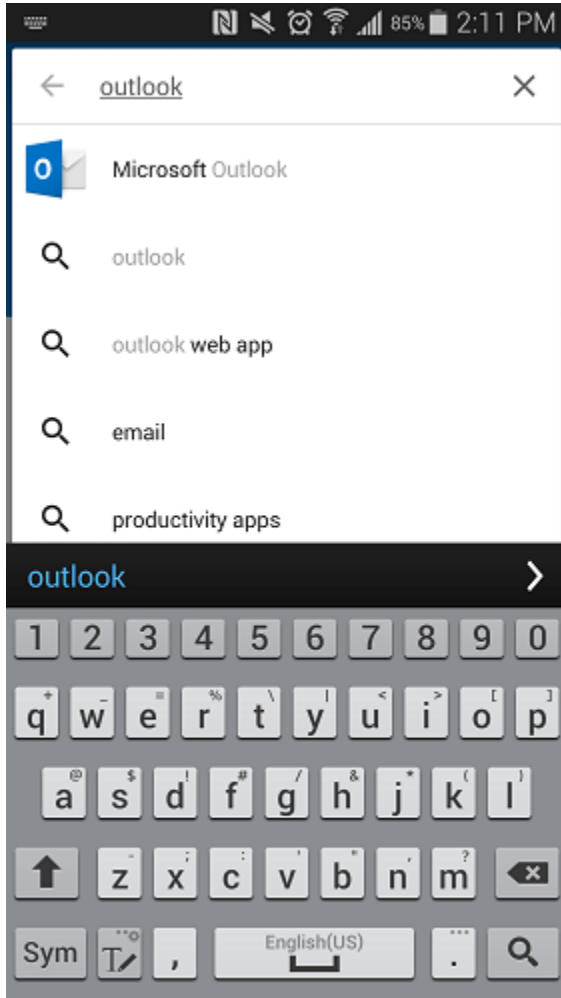 85% 2:11 PM
outlook
Microsoft Outlook
outlook
outlook web app
email
productivity apps
outlook
1 2 3 4 5 6 7 8 9 0
+ _ = % \ | < > [ ]
q w e r t y u i o p
@ $ ! # / & * ( )
a s d f g h j k l
- ; : ' " , ?
z x c v b n m
Sym T , English(US) .